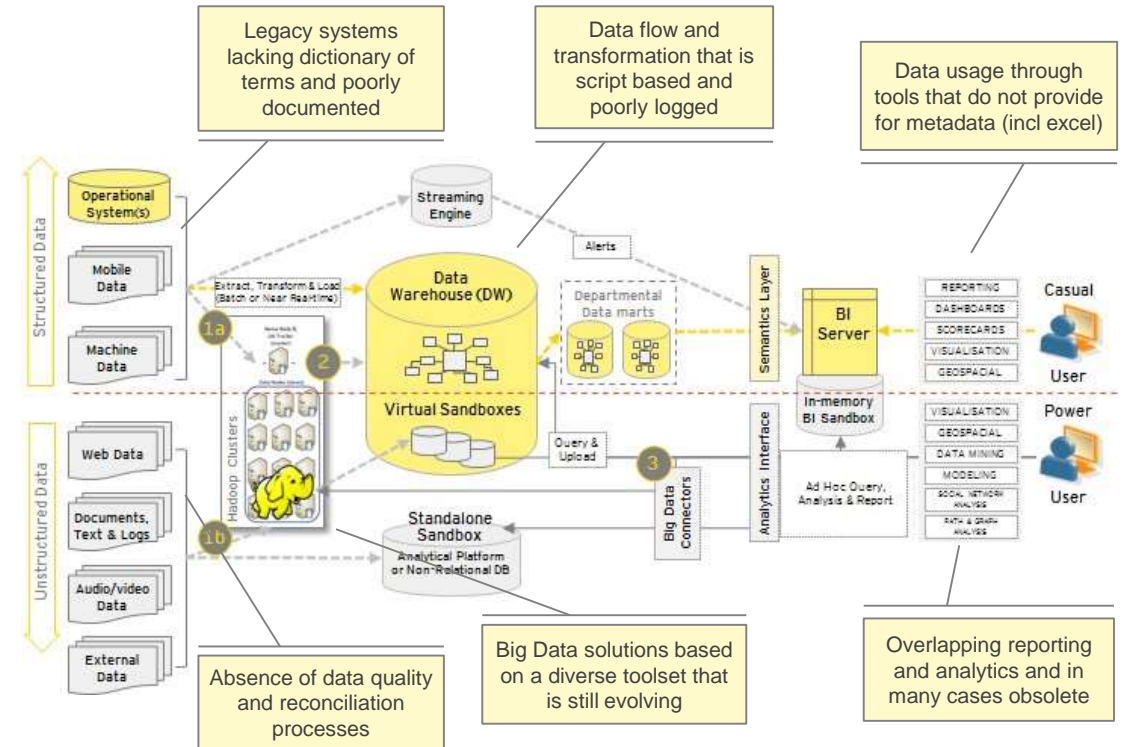 Legacy systems
lacking dictionary of
terms and poorly
documented
Data flow and
transformation that is
script based and
poorly logged
Data usage through
tools that do not provide
for metadata (incl excel)
Structured Data
Operational
System(s)
Mobile
Data
Machine
Data
Streaming
Engine
Alerts
Extract, Transform & Load
(Batch or Near Realtime)
1a
2
Data
Warehouse (DW)
Departmental
Data marts
Semantics Layer
BI
Server
REPORTING
DASHBOARDS
SCORECARDS
VISUALISATION
GEOSPACIAL
Casual
User
Hadoop Clusters
Virtual Sandboxes
Query &
Upload
3
Big Data
Connectors
In-memory
BI Sandbox
Analytics Interface
Ad Hoc Query,
Analysis & Report
VISUALISATION
GEOSPACIAL
DATA MINING
MODELING
SOCIAL NETWORK
ANALYSIS
PATH & GRAPH
ANALYSIS
Power
User
Unstructured Data
Web Data
Documents,
Text & Logs
1b
Audio/video
Data
External
Data
Standalone
Sandbox
Analytical Platform
or Non-Relational DB
Absence of data quality
and reconciliation
processes
Big Data solutions based
on a diverse toolset that
is still evolving
Overlapping reporting
and analytics and in
many cases obsolete